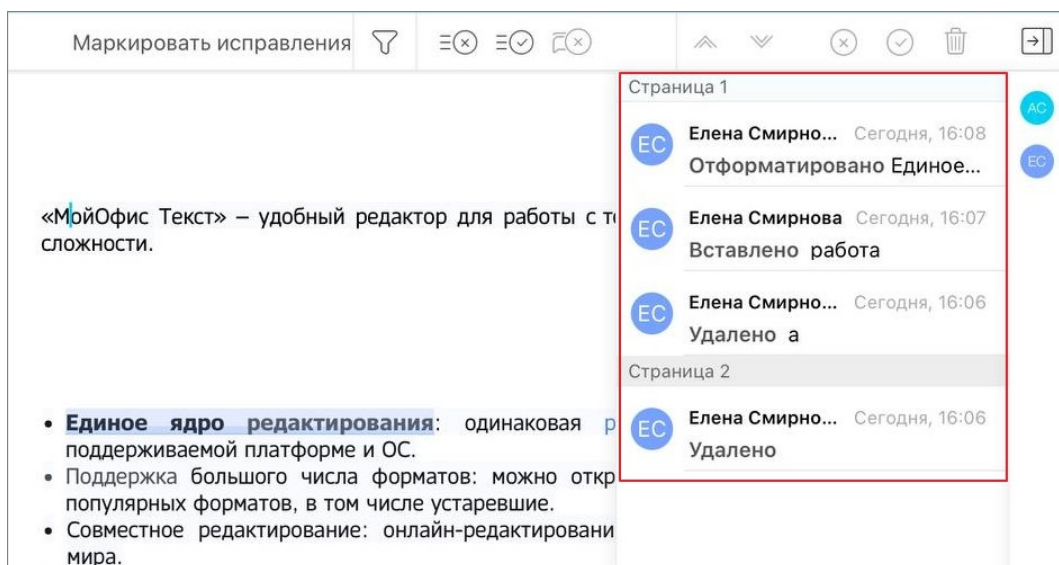 Маркировать исправления
Страница 1
ЕС
Елена Смирно... Сегодня, 16:08
Отформатировано Единое...
АС
ЕС
«МойОфис Текст» – удобный редактор для работы с
сложности.
ЕС
Елена Смирнова Сегодня, 16:07
Вставлено работа
ЕС
Елена Смирно... Сегодня, 16:06
Удалено а
Страница 2
ЕС
Елена Смирно... Сегодня, 16:06
Удалено
• Единое ядро редактирования: одинаковая
поддерживаемой платформе и ОС.
• Поддержка большого числа форматов: можно откр
популярных форматов, в том числе устаревшие.
• Совместное редактирование: онлайн-редактировани
мира.